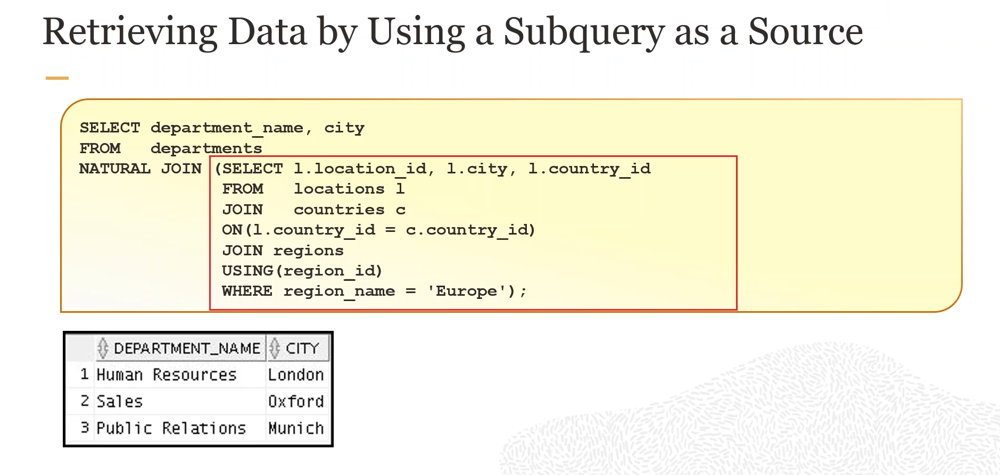 Retrieving Data by Using a Subquery as a Source
SELECT department_name, city
FROM   departments
NATURAL JOIN (SELECT l.location_id, l.city, l.country_id
              FROM   locations l
              JOIN   countries c
              ON(l.country_id = c.country_id)
              JOIN regions
              USING(region_id)
              WHERE region_name = 'Europe');
DEPARTMENT_NAME CITY
1 Human Resources London
2 Sales Oxford
3 Public Relations Munich